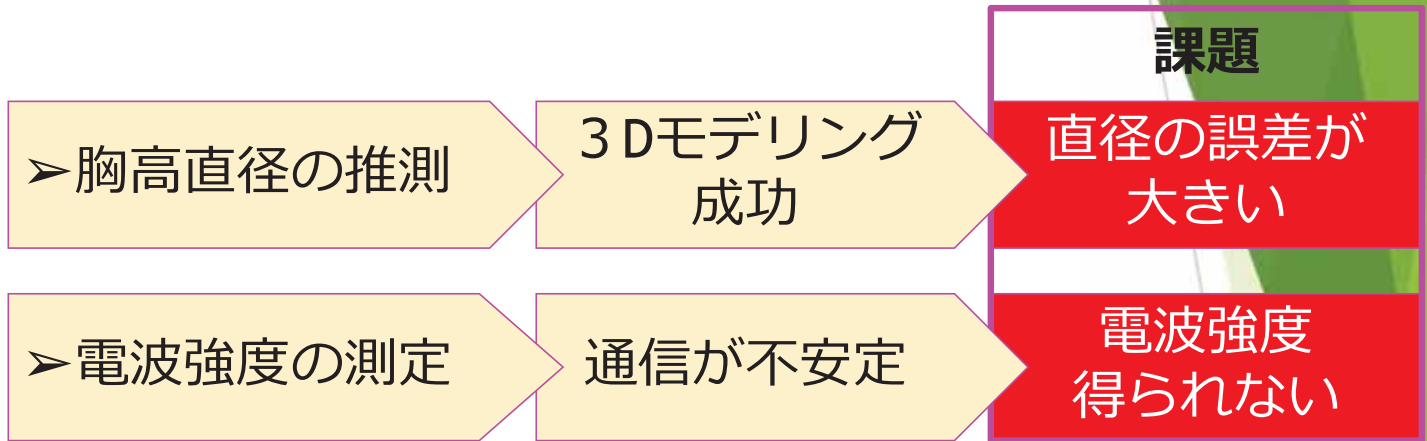 課題
➢胸高直径の推測
３Dモデリング
成功
直径の誤差が
大きい
➢電波強度の測定
通信が不安定
電波強度
得られない